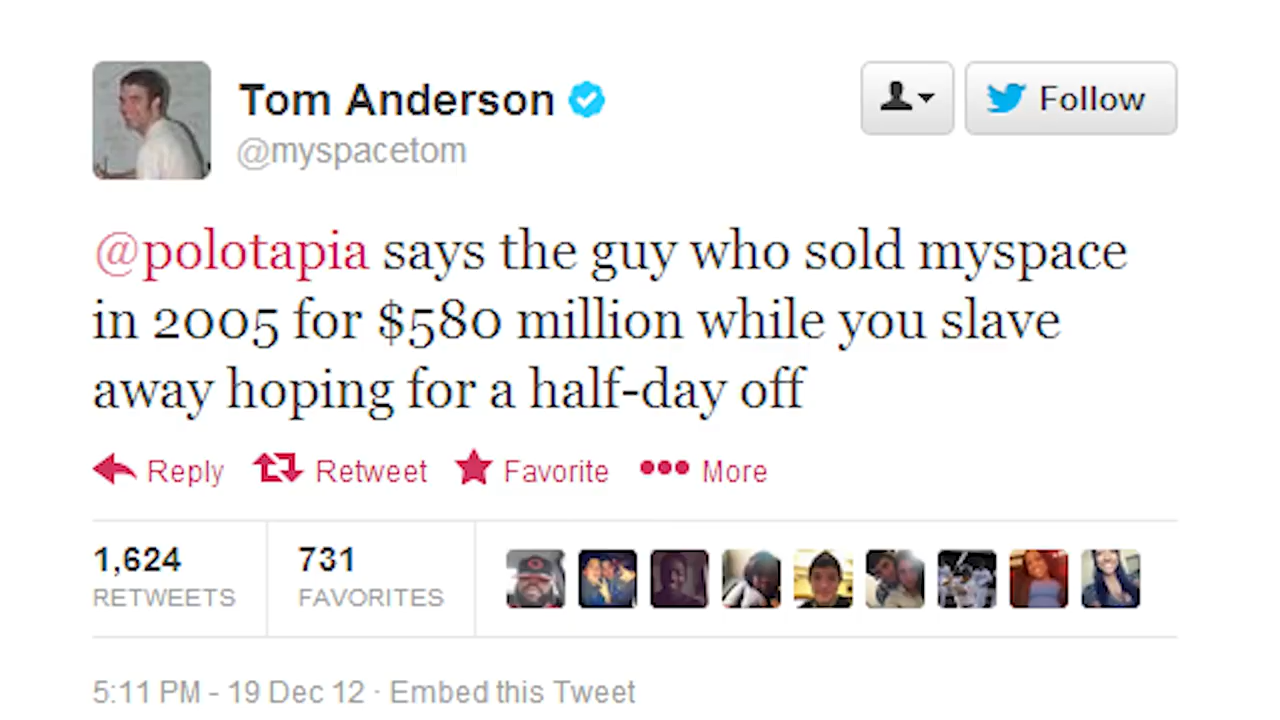 Tom Anderson
@myspacetom
Follow
@polotapia says the guy who sold myspace
in 2005 for $580 million while you slave
away hoping for a half-day off
Reply Retweet Favorite More
1,624
RETWEETS
731
FAVORITES
5:11 PM - 19 Dec 12 · Embed this Tweet